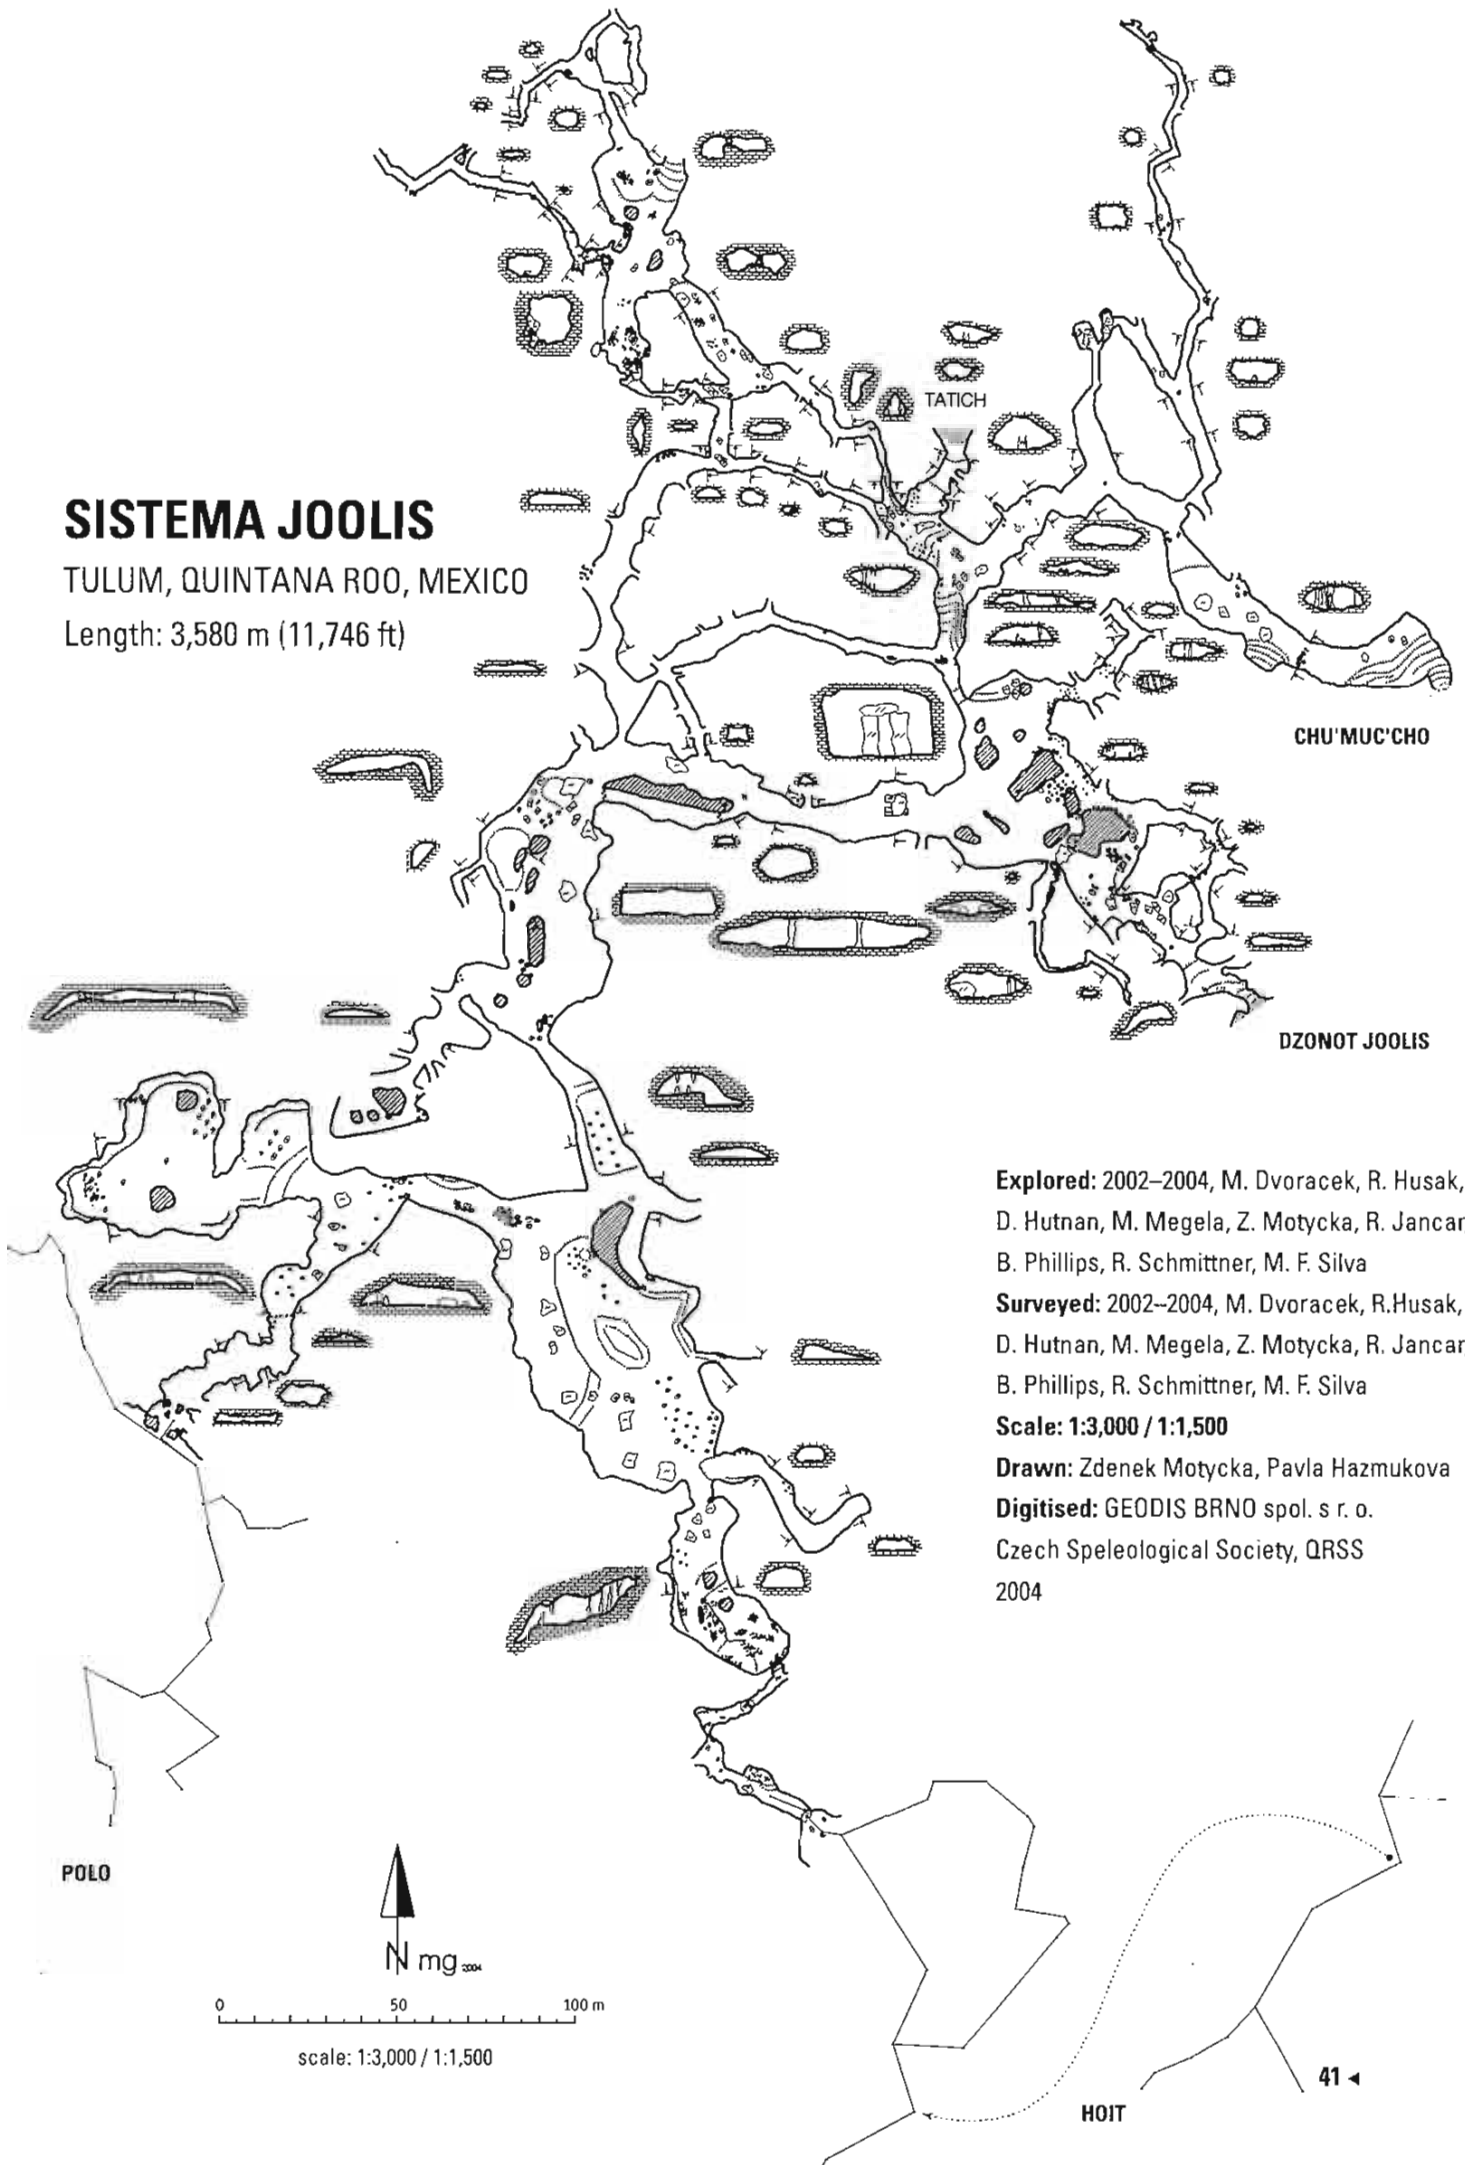 TATICH
SISTEMA JOOLIS
TULUM, QUINTANA ROO, MEXICO
Length: 3,580 m (11,746 ft)
CHU'MUC'CHO
DZONOT JOOLIS
Explored: 2002–2004, M. Dvoracek, R. Husak,
D. Hutnan, M. Megela, Z. Motycka, R. Jancar,
B. Phillips, R. Schmittner, M. F. Silva
Surveyed: 2002–2004, M. Dvoracek, R.Husak,
D. Hutnan, M. Megela, Z. Motycka, R. Jancar,
B. Phillips, R. Schmittner, M. F. Silva
Scale: 1:3,000 / 1:1,500
Drawn: Zdenek Motycka, Pavla Hazmukova
Digitised: GEODIS BRNO spol. s r. o.
Czech Speleological Society, QRSS
2004
POLO
N mg 2004
0 50 100 m
scale: 1:3,000 / 1:1,500
41 ◄
HOIT